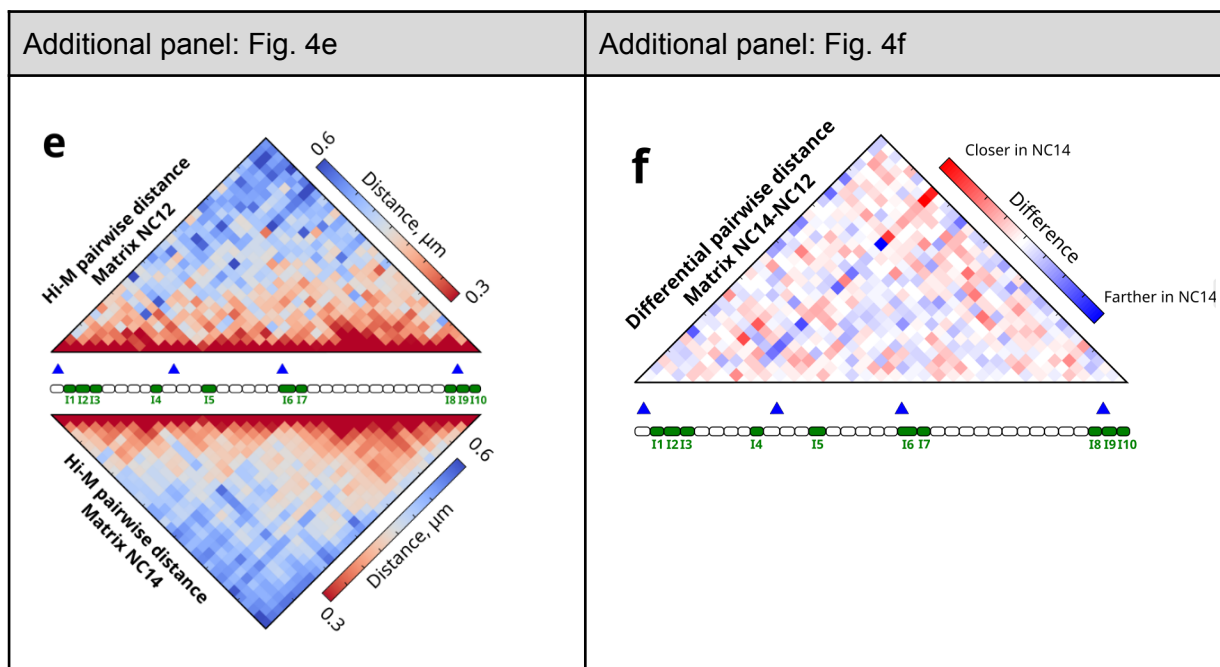 Additional panel: Fig. 4e
Additional panel: Fig. 4f
e
Hi-M pairwise distance
Matrix NC12
0.6
Distance, µm
0.3
I1 I2 I3 I4 I5 I6 I7 I8 I9 I10
Hi-M pairwise distance
Matrix NC14
0.6
Distance, µm
0.3
f
Differential pairwise distance
Matrix NC14-NC12
Closer in NC14
Difference
Farther in NC14
I1 I2 I3 I4 I5 I6 I7 I8 I9 I10